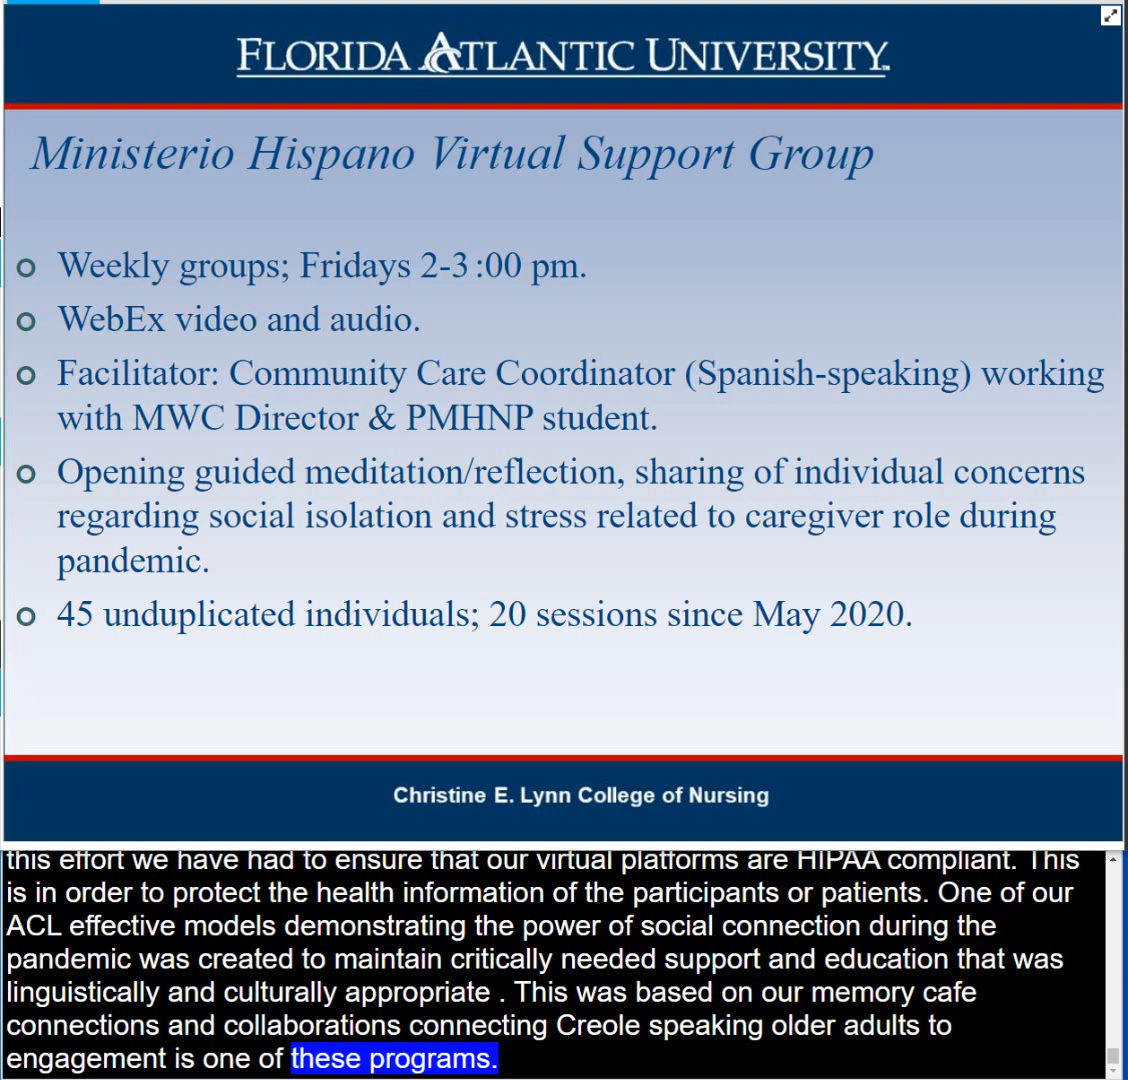 FLORIDA ATLANTIC UNIVERSITY
Ministerio Hispano Virtual Support Group
Weekly groups; Fridays 2-3:00 pm.
WebEx video and audio.
Facilitator: Community Care Coordinator (Spanish-speaking) working
with MWC Director & PMHNP student.
Opening guided meditation/reflection, sharing of individual concerns
regarding social isolation and stress related to caregiver role during
pandemic.
45 unduplicated individuals; 20 sessions since May 2020.
Christine E. Lynn College of Nursing
this effort we have had to ensure that our virtual platforms are HIPAA compliant. This
is in order to protect the health information of the participants or patients. One of our
ACL effective models demonstrating the power of social connection during the
pandemic was created to maintain critically needed support and education that was
linguistically and culturally appropriate . This was based on our memory cafe
connections and collaborations connecting Creole speaking older adults to
engagement is one of these programs.